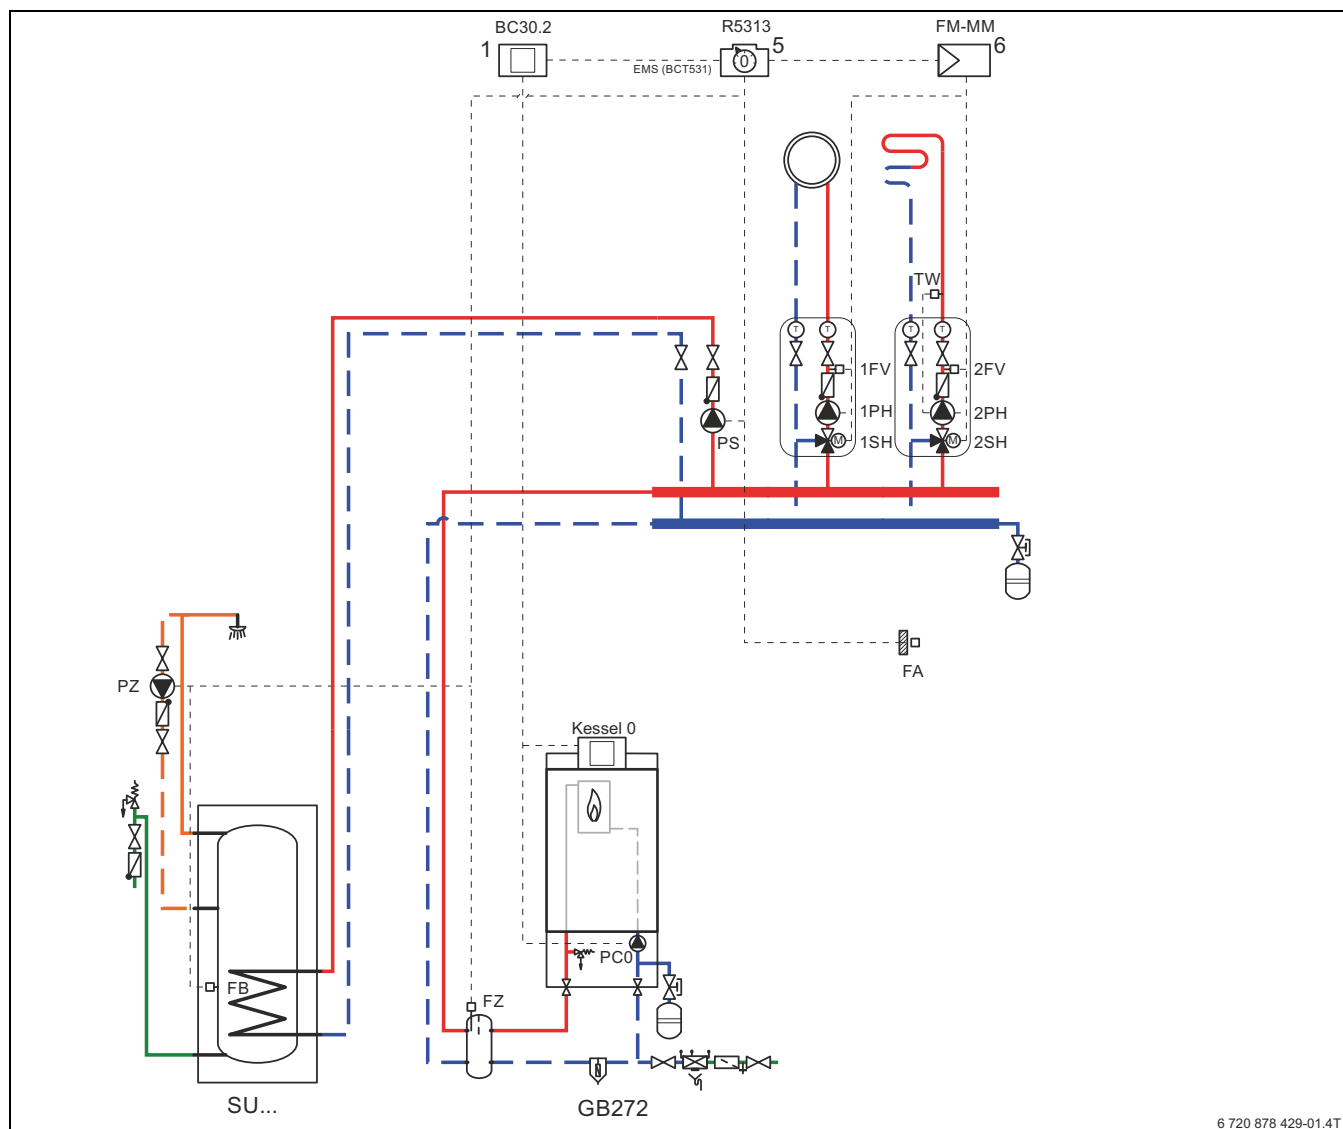 BC30.2
R5313
FM-MM
1
5
6
EMS (BCT531)
0
TW
T
T
T
T
1FV
2FV
1PH
2PH
M
1SH
M
2SH
PS
FA
PZ
Kessel 0
PC0
FB
FZ
SU...
GB272
6 720 878 429-01.4T